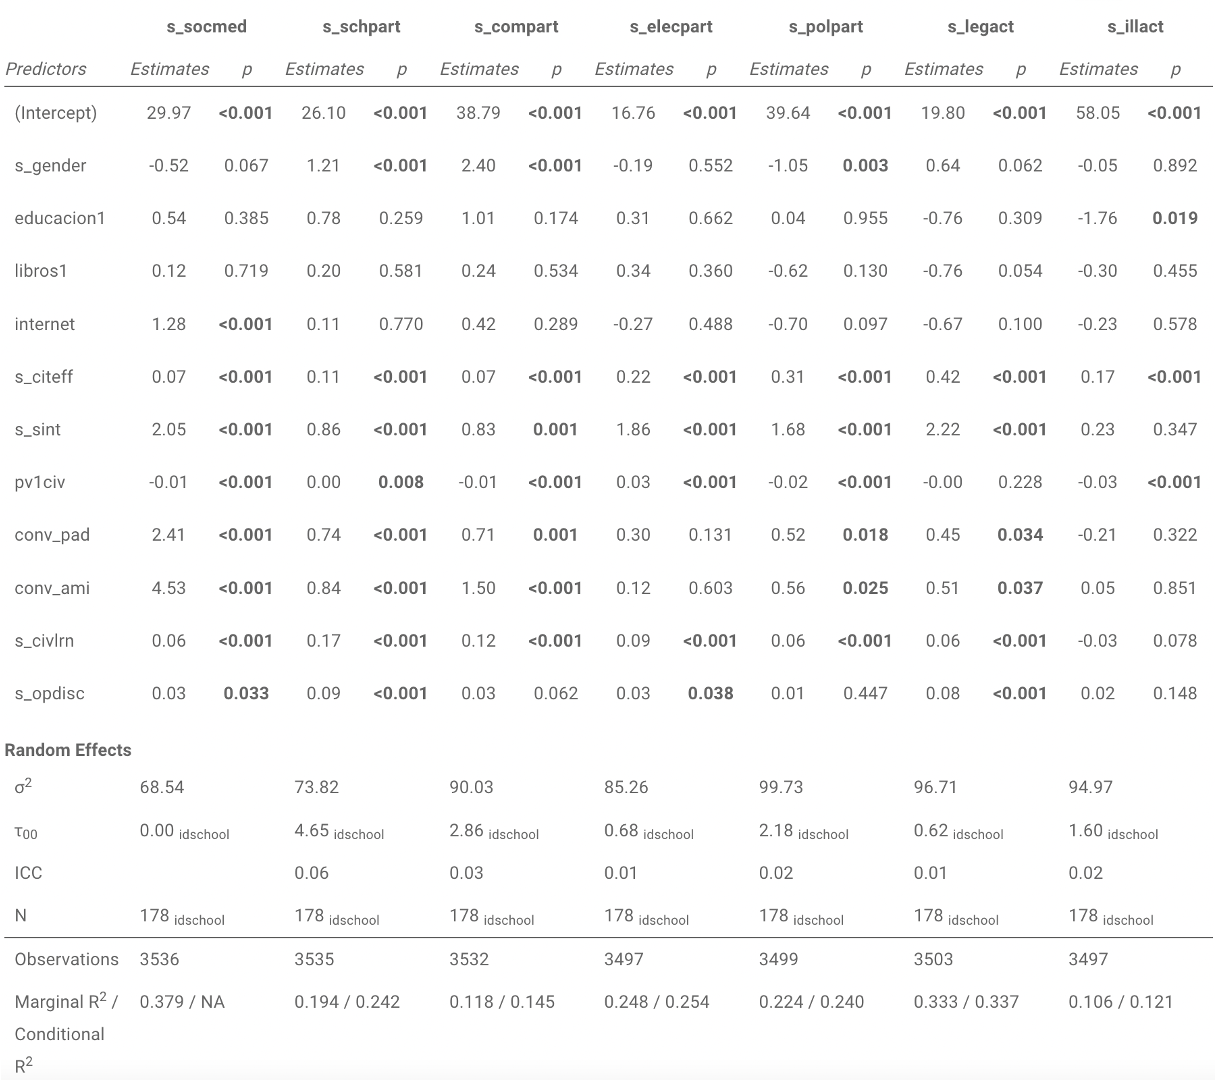 s_socmed s_schpart s_compart s_elecpart s_polpart s_legact s_illact
Predictors Estimates p Estimates p Estimates p Estimates p Estimates p Estimates p Estimates p
(Intercept) 29.97 <0.001 26.10 <0.001 38.79 <0.001 16.76 <0.001 39.64 <0.001 19.80 <0.001 58.05 <0.001
s_gender -0.52 0.067 1.21 <0.001 2.40 <0.001 -0.19 0.552 -1.05 0.003 0.64 0.062 -0.05 0.892
educacion1 0.54 0.385 0.78 0.259 1.01 0.174 0.31 0.662 0.04 0.955 -0.76 0.309 -1.76 0.019
libros1 0.12 0.719 0.20 0.581 0.24 0.534 0.34 0.360 -0.62 0.130 -0.76 0.054 -0.30 0.455
internet 1.28 <0.001 0.11 0.770 0.42 0.289 -0.27 0.488 -0.70 0.097 -0.67 0.100 -0.23 0.578
s_citeff 0.07 <0.001 0.11 <0.001 0.07 <0.001 0.22 <0.001 0.31 <0.001 0.42 <0.001 0.17 <0.001
s_sint 2.05 <0.001 0.86 <0.001 0.83 0.001 1.86 <0.001 1.68 <0.001 2.22 <0.001 0.23 0.347
pv1civ -0.01 <0.001 0.00 0.008 -0.01 <0.001 0.03 <0.001 -0.02 <0.001 -0.00 0.228 -0.03 <0.001
conv_pad 2.41 <0.001 0.74 <0.001 0.71 0.001 0.30 0.131 0.52 0.018 0.45 0.034 -0.21 0.322
conv_ami 4.53 <0.001 0.84 <0.001 1.50 <0.001 0.12 0.603 0.56 0.025 0.51 0.037 0.05 0.851
s_civlrn 0.06 <0.001 0.17 <0.001 0.12 <0.001 0.09 <0.001 0.06 <0.001 0.06 <0.001 -0.03 0.078
s_opdisc 0.03 0.033 0.09 <0.001 0.03 0.062 0.03 0.038 0.01 0.447 0.08 <0.001 0.02 0.148
Random Effects
σ² 68.54 73.82 90.03 85.26 99.73 96.71 94.97
τ₀₀ 0.00 idschool 4.65 idschool 2.86 idschool 0.68 idschool 2.18 idschool 0.62 idschool 1.60 idschool
ICC 0.06 0.03 0.01 0.02 0.01 0.02
N 178 idschool 178 idschool 178 idschool 178 idschool 178 idschool 178 idschool 178 idschool
Observations 3536 3535 3532 3497 3499 3503 3497
Marginal R² / 0.379 / NA 0.194 / 0.242 0.118 / 0.145 0.248 / 0.254 0.224 / 0.240 0.333 / 0.337 0.106 / 0.121
Conditional
R²